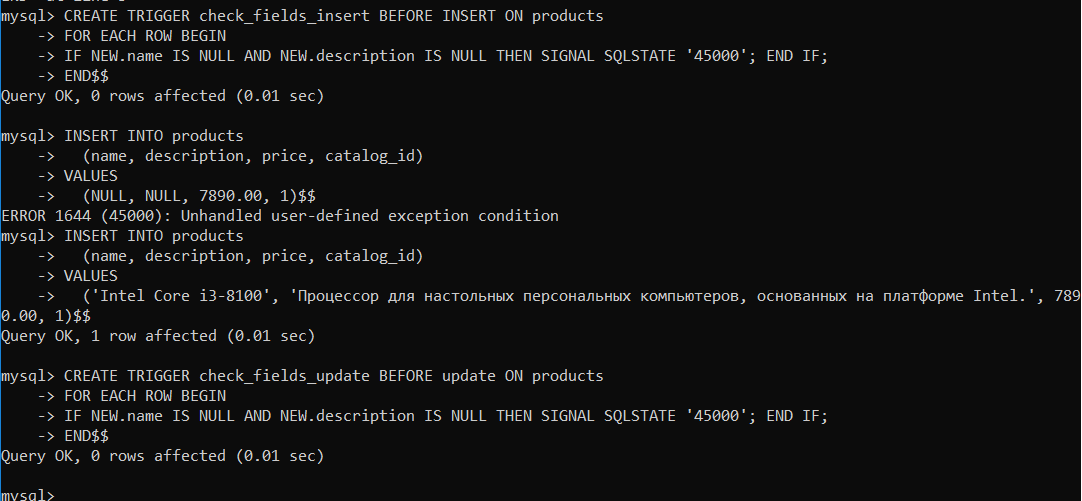 mysql> CREATE TRIGGER check_fields_insert BEFORE INSERT ON products
    -> FOR EACH ROW BEGIN
    -> IF NEW.name IS NULL AND NEW.description IS NULL THEN SIGNAL SQLSTATE '45000'; END IF;
    -> END$$
Query OK, 0 rows affected (0.01 sec)
mysql> INSERT INTO products
    ->   (name, description, price, catalog_id)
    -> VALUES
    ->   (NULL, NULL, 7890.00, 1)$$
ERROR 1644 (45000): Unhandled user-defined exception condition
mysql> INSERT INTO products
    ->   (name, description, price, catalog_id)
    -> VALUES
    ->   ('Intel Core i3-8100', 'Процессор для настольных персональных компьютеров, основанных на платформе Intel.', 789
0.00, 1)$$
Query OK, 1 row affected (0.01 sec)
mysql> CREATE TRIGGER check_fields_update BEFORE update ON products
    -> FOR EACH ROW BEGIN
    -> IF NEW.name IS NULL AND NEW.description IS NULL THEN SIGNAL SQLSTATE '45000'; END IF;
    -> END$$
Query OK, 0 rows affected (0.01 sec)
mysql>